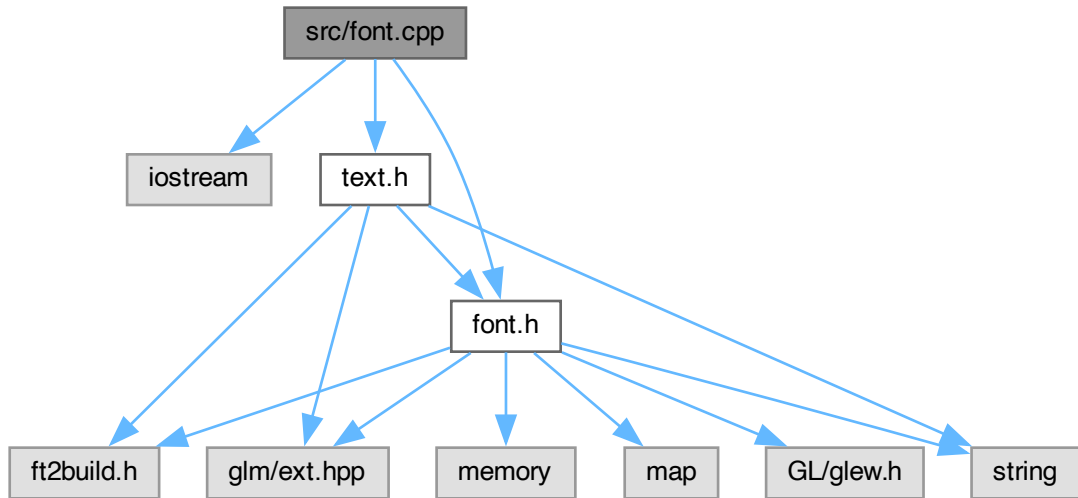 src/font.cpp
iostream
text.h
font.h
ft2build.h
glm/ext.hpp
memory
map
GL/glew.h
string